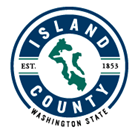 ISLAND
EST. 1853
COUNTY
WASHINGTON STATE